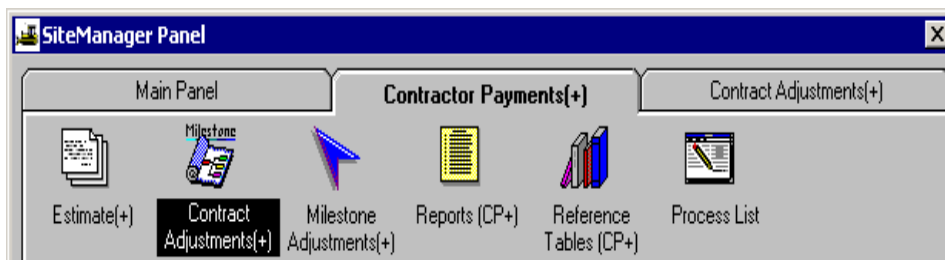 SiteManager Panel
Main Panel
Contractor Payments(+)
Contract Adjustments(+)
Milestone
Estimate(+)
Contract
Adjustments(+)
Milestone
Adjustments(+)
Reports (CP+)
Reference
Tables (CP+)
Process List